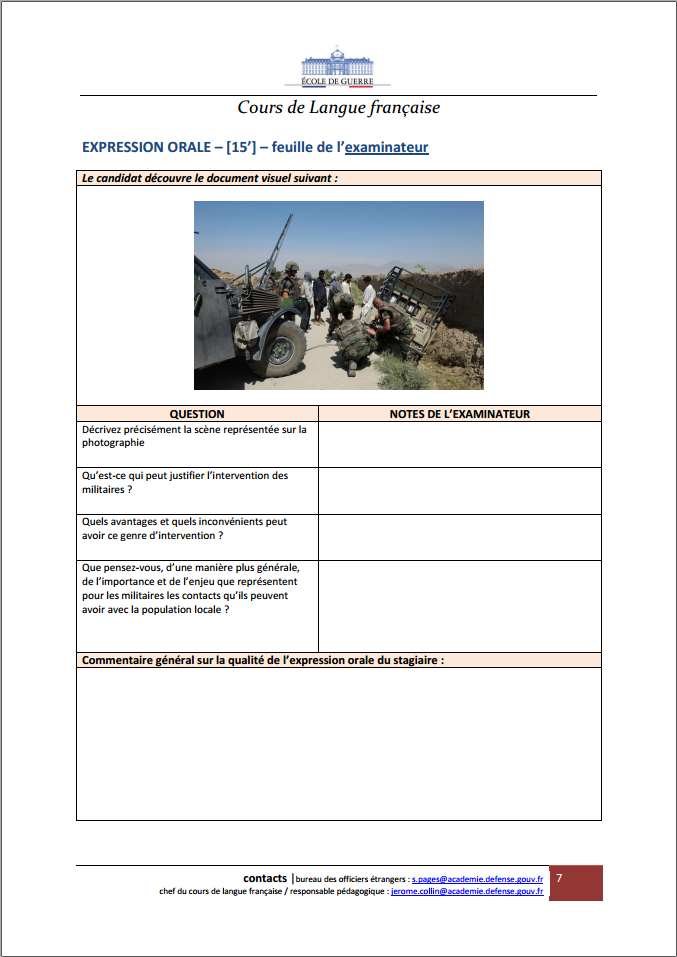 ÉCOLE DE GUERRE
Cours de Langue française
EXPRESSION ORALE – [15’] – feuille de l’examinateur
Le candidat découvre le document visuel suivant :
QUESTION
NOTES DE L’EXAMINATEUR
Décrivez précisément la scène représentée sur la
photographie
Qu’est-ce qui peut justifier l’intervention des
militaires ?
Quels avantages et quels inconvénients peut
avoir ce genre d’intervention ?
Que pensez-vous, d’une manière plus générale,
de l’importance et de l’enjeu que représentent
pour les militaires les contacts qu’ils peuvent
avoir avec la population locale ?
Commentaire général sur la qualité de l’expression orale du stagiaire :
contacts |bureau des officiers étrangers : s.pages@academie.defense.gouv.fr
7
chef du cours de langue française / responsable pédagogique : jerome.collin@academie.defense.gouv.fr